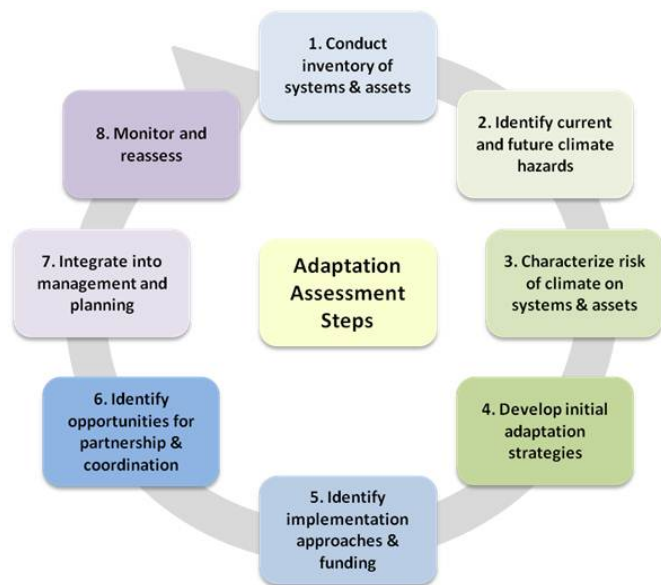 1. Conduct
inventory of
systems & assets
2. Identify current
and future climate
hazards
3. Characterize risk
of climate on
systems & assets
4. Develop initial
adaptation
strategies
5. Identify
implementation
approaches &
funding
6. Identify
opportunities for
partnership &
coordination
7. Integrate into
management and
planning
8. Monitor and
reassess
Adaptation
Assessment
Steps